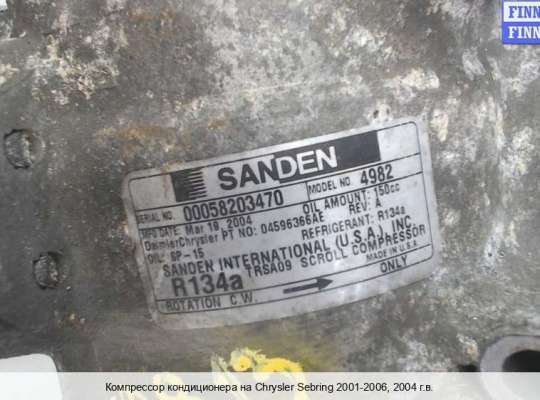 FINN
FINN
SANDEN
SERIAL NO. 00058203470 MODEL NO. 4982
MFG DATE: Mar 18, 2004 OIL AMOUNT: 150cc
DaimlerChrysler PT NO: 04596366AE REV: A
OIL: SP-15 REFRIGERANT: R134a
SANDEN INTERNATIONAL (U.S.A.), INC
TRSA09 SCROLL COMPRESSOR
R134a MADE IN U.S.A.
ROTATION C.W. ONLY
Компрессор кондиционера на Chrysler Sebring 2001-2006, 2004 г.в.